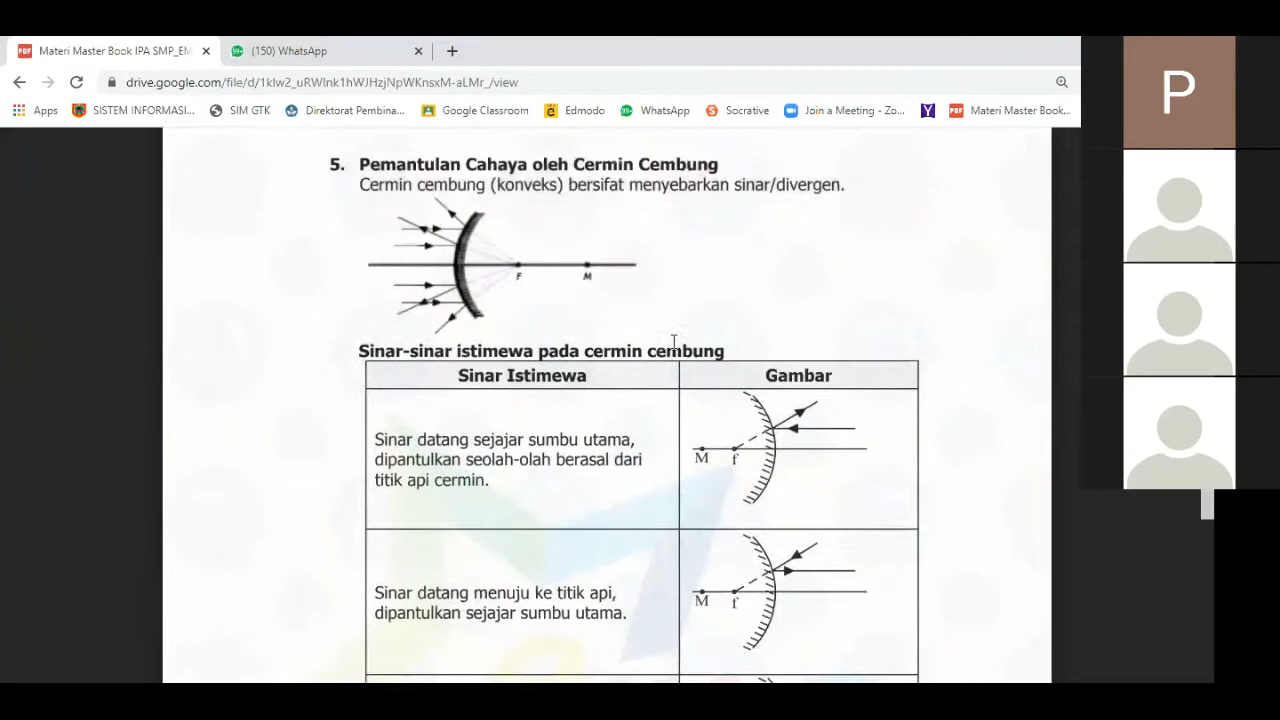 Materi Master Book IPA SMP_EM
(150) WhatsApp
drive.google.com/file/d/1klw2_uRWlnk1hWJHzjNpWKnsxM-aLMr_/view
Apps SISTEM INFORMASI... SIM GTK Direktorat Pembina... Google Classroom Edmodo WhatsApp Socrative Join a Meeting - Zo... Materi Master Book...
P
5. Pemantulan Cahaya oleh Cermin Cembung
Cermin cembung (konveks) bersifat menyebarkan sinar/divergen.
F M
Sinar-sinar istimewa pada cermin cembung
Sinar Istimewa Gambar
Sinar datang sejajar sumbu utama,
dipantulkan seolah-olah berasal dari
titik api cermin.
M f
Sinar datang menuju ke titik api,
dipantulkan sejajar sumbu utama.
M f